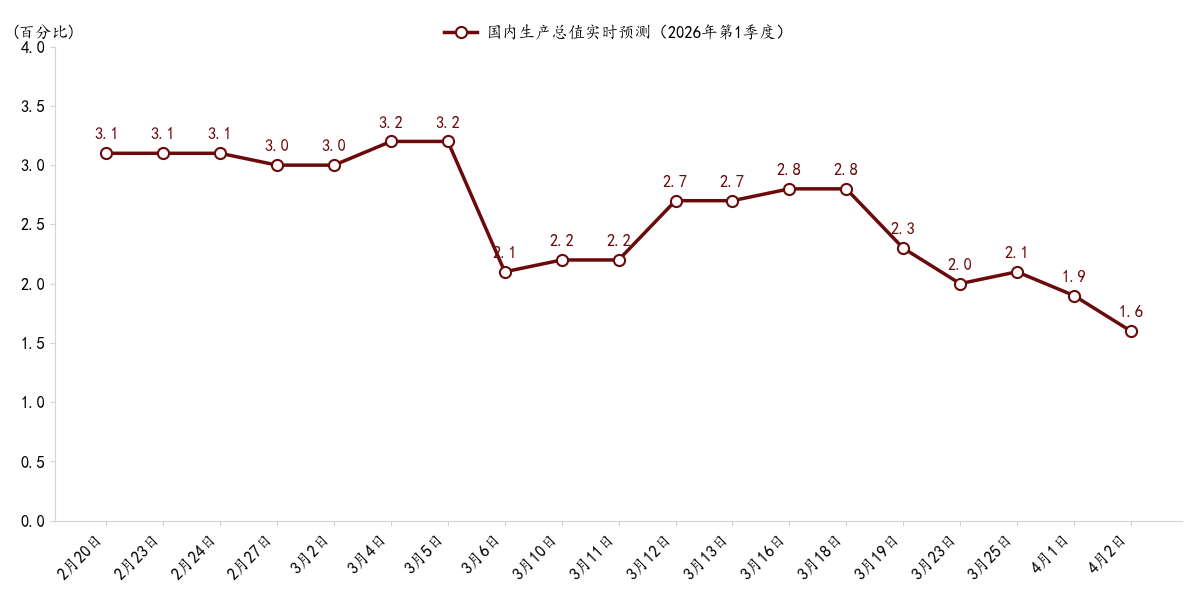 (百分比)
国内生产总值实时预测（2026年第1季度）
4.0
3.5
3.0
2.5
2.0
1.5
1.0
0.5
0.0
3.1
3.1
3.1
3.0
3.0
3.2
3.2
2.1
2.2
2.2
2.7
2.7
2.8
2.8
2.3
2.0
2.1
1.9
1.6
2月20日
2月23日
2月24日
2月27日
3月2日
3月4日
3月5日
3月6日
3月10日
3月11日
3月12日
3月13日
3月16日
3月18日
3月19日
3月23日
3月25日
4月1日
4月2日